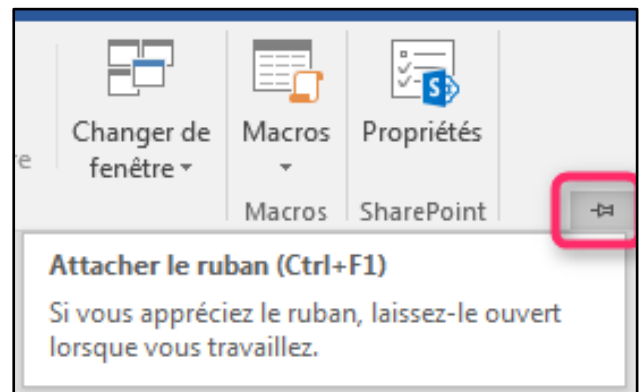 Changer de
fenêtre
Macros
Propriétés
Macros
SharePoint
Attacher le ruban (Ctrl+F1)
Si vous appréciez le ruban, laissez-le ouvert
lorsque vous travaillez.